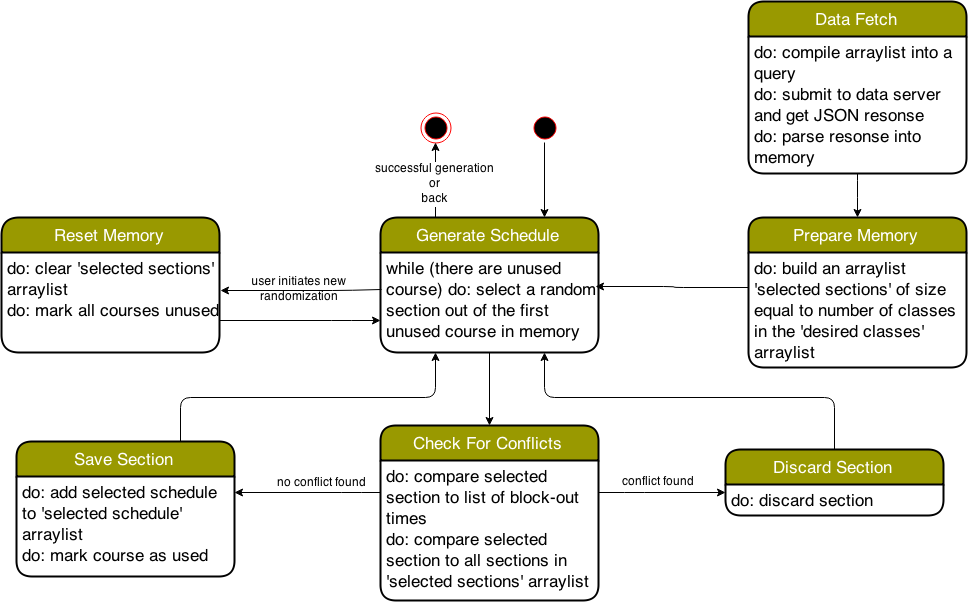 Data Fetch
do: compile arraylist into a
query
do: submit to data server
and get JSON resonse
do: parse resonse into
memory
successful generation
or
back
Reset Memory
do: clear 'selected sections'
arraylist
do: mark all courses unused
user initiates new
randomization
Generate Schedule
while (there are unused
course) do: select a random
section out of the first
unused course in memory
Prepare Memory
do: build an arraylist
'selected sections' of size
equal to number of classes
in the 'desired classes'
arraylist
Save Section
do: add selected schedule
to 'selected schedule'
arraylist
do: mark course as used
no conflict found
Check For Conflicts
do: compare selected
section to list of block-out
times
do: compare selected
section to all sections in
'selected sections' arraylist
conflict found
Discard Section
do: discard section